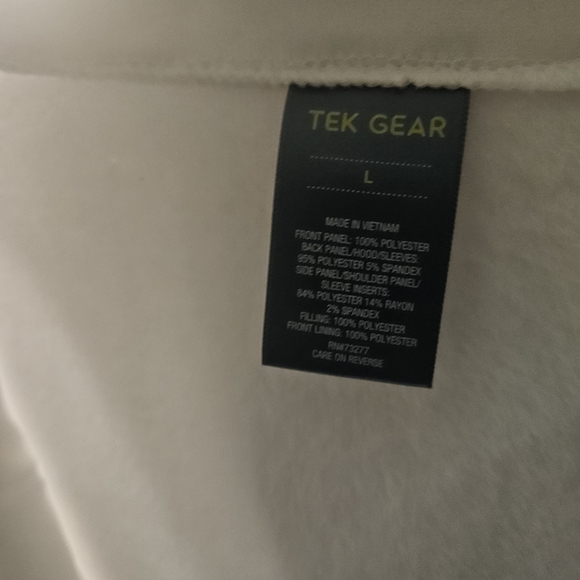 TEK GEAR
L
MADE IN VIETNAM
FRONT PANEL: 100% POLYESTER
BACK PANEL/HOOD/SLEEVES:
95% POLYESTER 5% SPANDEX
SIDE PANEL/SHOULDER PANEL/
SLEEVE INSERTS:
84% POLYESTER 14% RAYON
2% SPANDEX
FILLING: 100% POLYESTER
FRONT LINING: 100% POLYESTER
RN#73277
CARE ON REVERSE